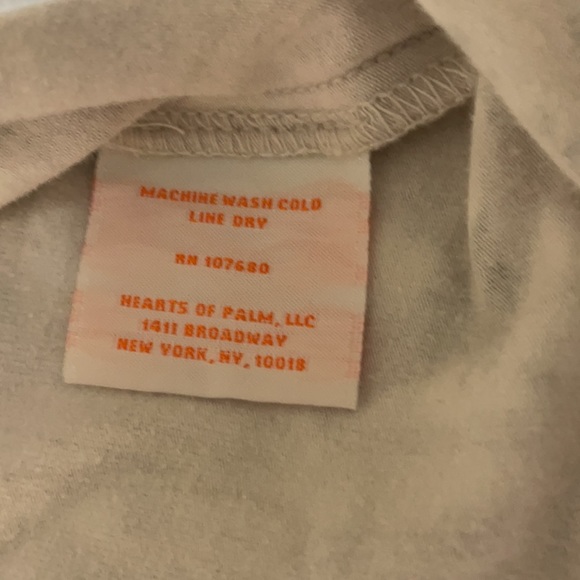 MACHINE WASH COLD
LINE DRY
RN 107680
HEARTS OF PALM, LLC
1411 BROADWAY
NEW YORK, NY, 10018